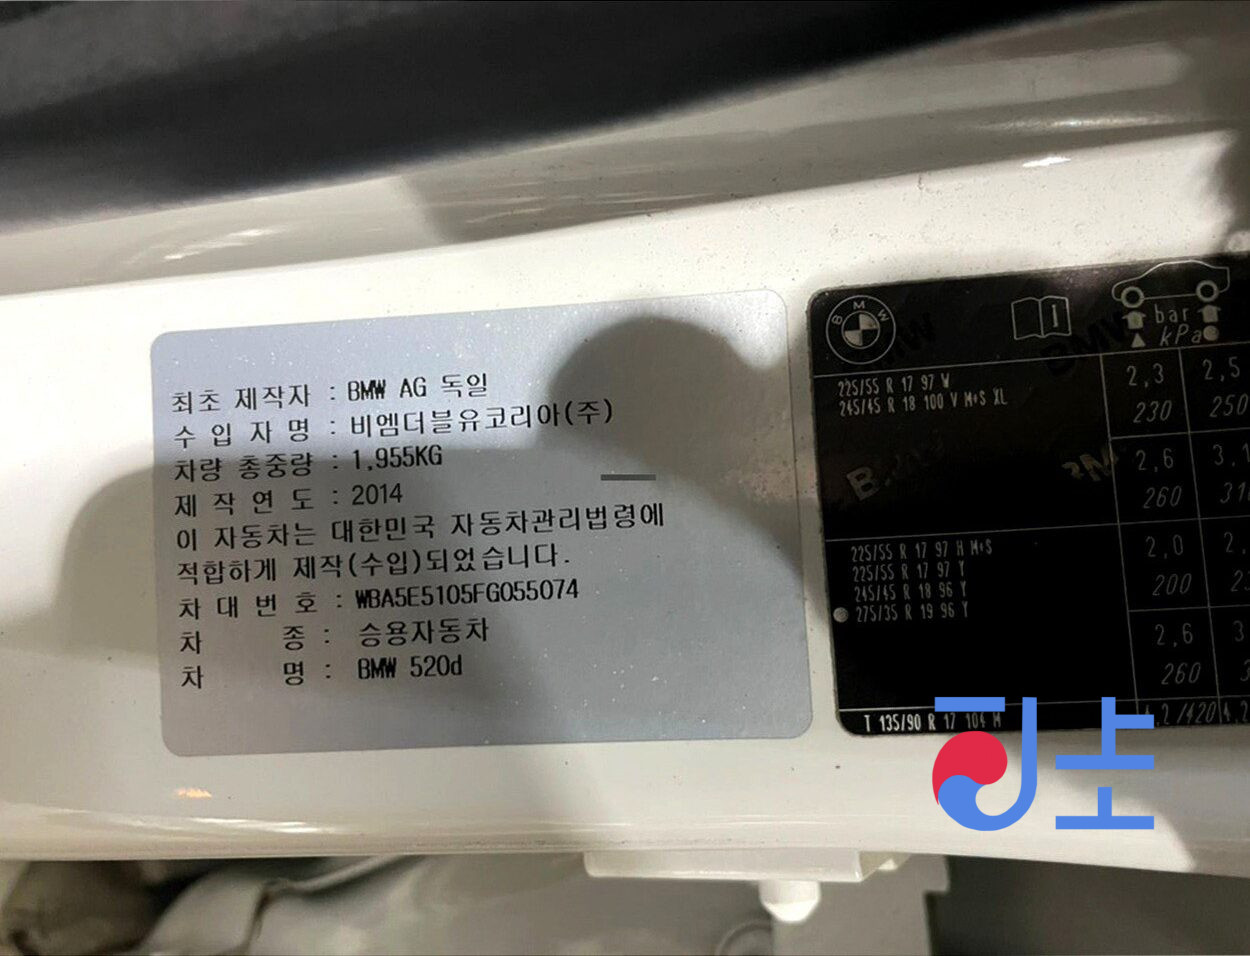 최초 제작자 : BMW AG 독일
수 입 자 명 : 비엠더블유코리아(주)
차량 총중량 : 1,955KG
제 작 연 도 : 2014
이 자동차는 대한민국 자동차관리법령에
적합하게 제작(수입)되었습니다.
차 대 번 호 : WBA5E5105FG055074
차 종 : 승용자동차
차 명 : BMW 520d
BMW
bar
kPa
225/55 R 17 97 W
245/45 R 18 100 V M+S XL
2,3 2,5
230 250
2,6
260
225/55 R 17 97 H M+S
225/55 R 17 97 Y
245/45 R 18 96 Y
275/35 R 19 96 Y
2,0
200
2,6
260
T 135/90 R 17 104 M